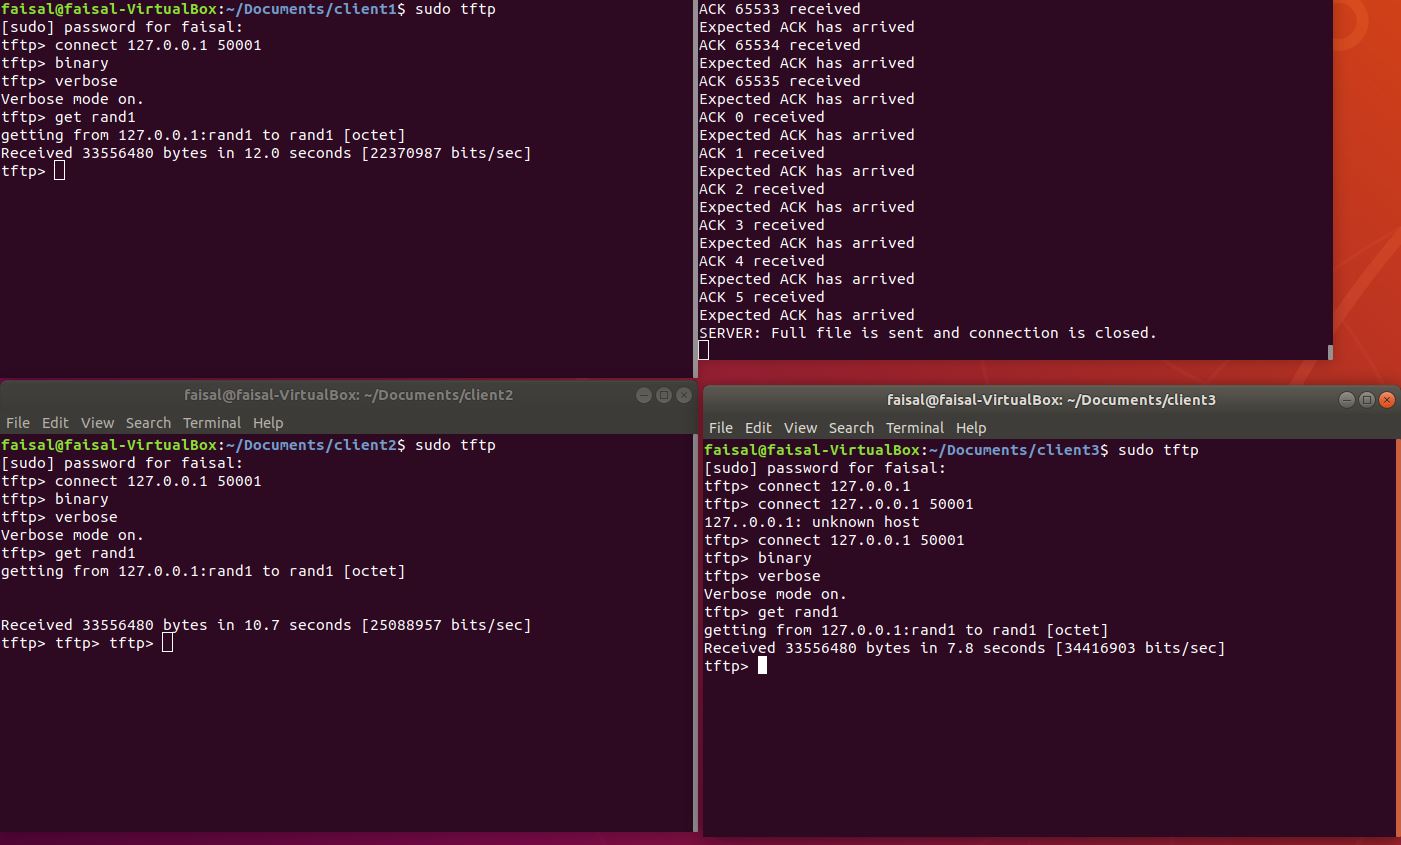 faisal@faisal-VirtualBox:~/Documents/client1$ sudo tftp
[sudo] password for faisal:
tftp> connect 127.0.0.1 50001
tftp> binary
tftp> verbose
Verbose mode on.
tftp> get rand1
getting from 127.0.0.1:rand1 to rand1 [octet]
Received 33556480 bytes in 12.0 seconds [22370987 bits/sec]
tftp>
ACK 65533 received
Expected ACK has arrived
ACK 65534 received
Expected ACK has arrived
ACK 65535 received
Expected ACK has arrived
ACK 0 received
Expected ACK has arrived
ACK 1 received
Expected ACK has arrived
ACK 2 received
Expected ACK has arrived
ACK 3 received
Expected ACK has arrived
ACK 4 received
Expected ACK has arrived
ACK 5 received
Expected ACK has arrived
SERVER: Full file is sent and connection is closed.
faisal@faisal-VirtualBox: ~/Documents/client2
File Edit View Search Terminal Help
faisal@faisal-VirtualBox:~/Documents/client2$ sudo tftp
[sudo] password for faisal:
tftp> connect 127.0.0.1 50001
tftp> binary
tftp> verbose
Verbose mode on.
tftp> get rand1
getting from 127.0.0.1:rand1 to rand1 [octet]
Received 33556480 bytes in 10.7 seconds [25088957 bits/sec]
tftp> tftp> tftp>
faisal@faisal-VirtualBox: ~/Documents/client3
File Edit View Search Terminal Help
faisal@faisal-VirtualBox:~/Documents/client3$ sudo tftp
[sudo] password for faisal:
tftp> connect 127.0.0.1
tftp> connect 127..0.0.1 50001
127..0.0.1: unknown host
tftp> connect 127.0.0.1 50001
tftp> binary
tftp> verbose
Verbose mode on.
tftp> get rand1
getting from 127.0.0.1:rand1 to rand1 [octet]
Received 33556480 bytes in 7.8 seconds [34416903 bits/sec]
tftp>